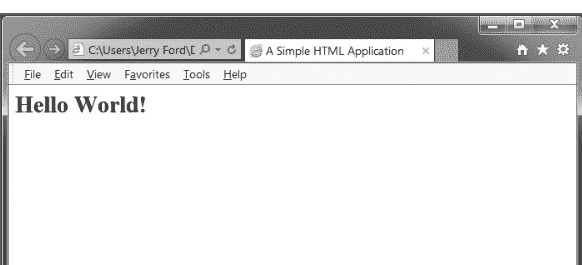 C:\Users\Jerry Ford\D
A Simple HTML Application
File Edit View Favorites Tools Help
Hello World!